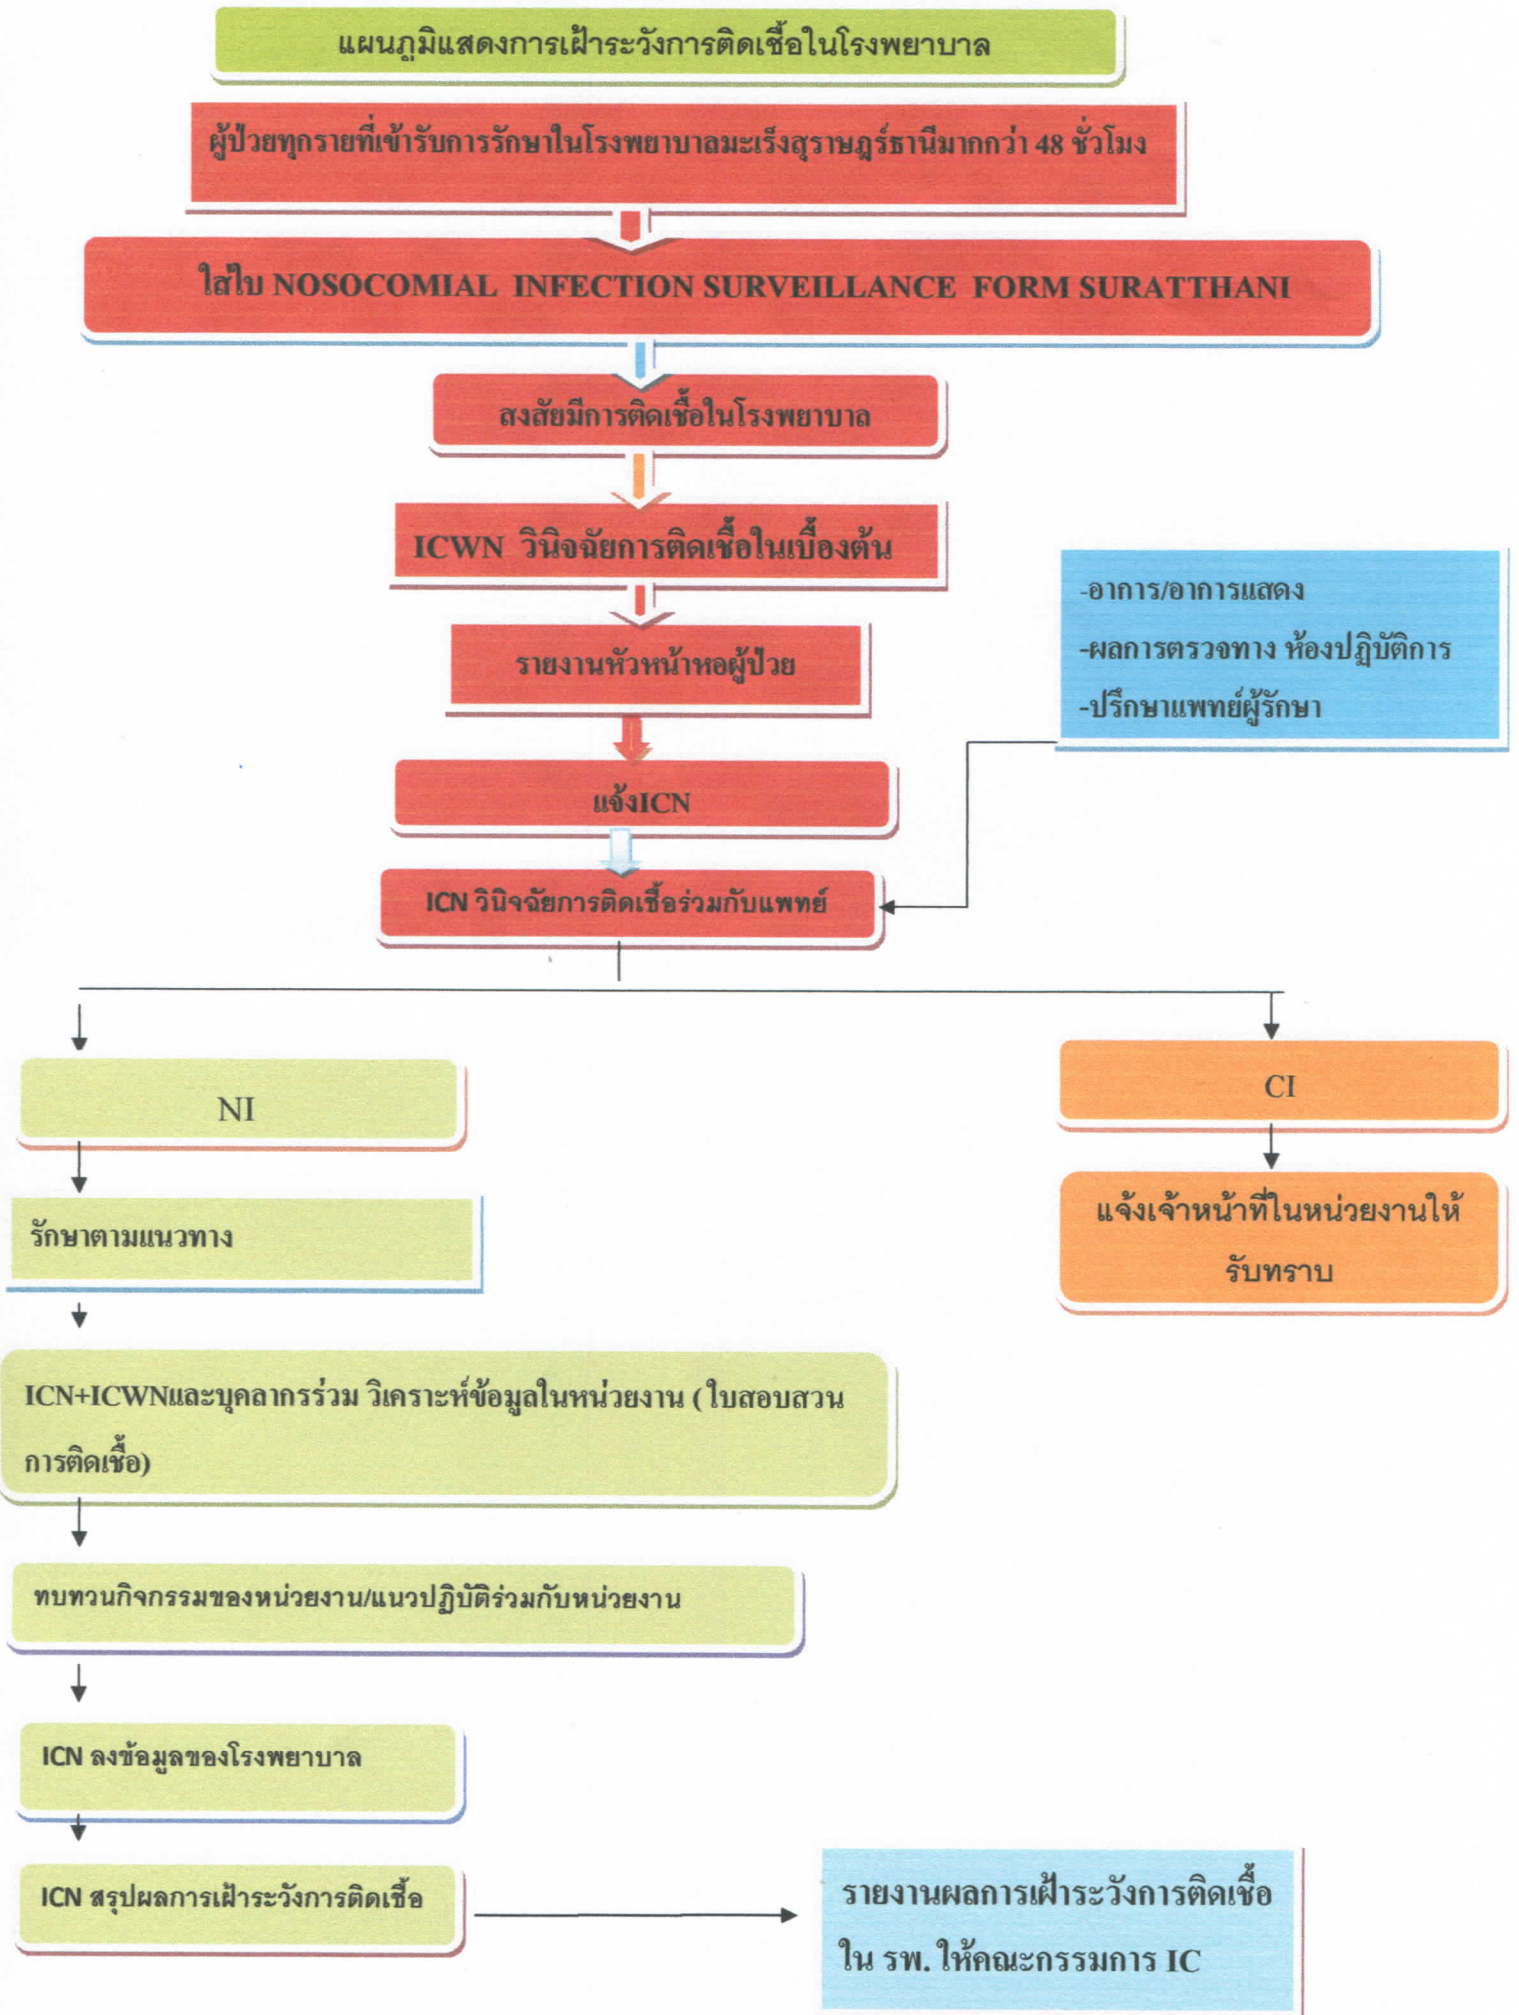 แผนภูมิแสดงการเฝ้าระวังการติดเชื้อในโรงพยาบาล
ผู้ป่วยทุกรายที่เข้ารับการรักษาในโรงพยาบาลมะเร็งสุราษฎร์ธานีมากกว่า 48 ชั่วโมง
ใส่ใบ NOSOCOMIAL INFECTION SURVEILLANCE FORM SURATTHANI
สงสัยมีการติดเชื้อในโรงพยาบาล
ICWN วินิจฉัยการติดเชื้อในเบื้องต้น
-อาการ/อาการแสดง
-ผลการตรวจทาง ห้องปฏิบัติการ
-ปรึกษาแพทย์ผู้รักษา
รายงานหัวหน้าหอผู้ป่วย
แจ้งICN
ICN วินิจฉัยการติดเชื้อร่วมกับแพทย์
NI
CI
รักษาตามแนวทาง
แจ้งเจ้าหน้าที่ในหน่วยงานให้
รับทราบ
ICN+ICWNและบุคลากรร่วม วิเคราะห์ข้อมูลในหน่วยงาน (ใบสอบสวน
การติดเชื้อ)
ทบทวนกิจกรรมของหน่วยงาน/แนวปฏิบัติร่วมกับหน่วยงาน
ICN ลงข้อมูลของโรงพยาบาล
ICN สรุปผลการเฝ้าระวังการติดเชื้อ
รายงานผลการเฝ้าระวังการติดเชื้อ
ใน รพ. ให้คณะกรรมการ IC